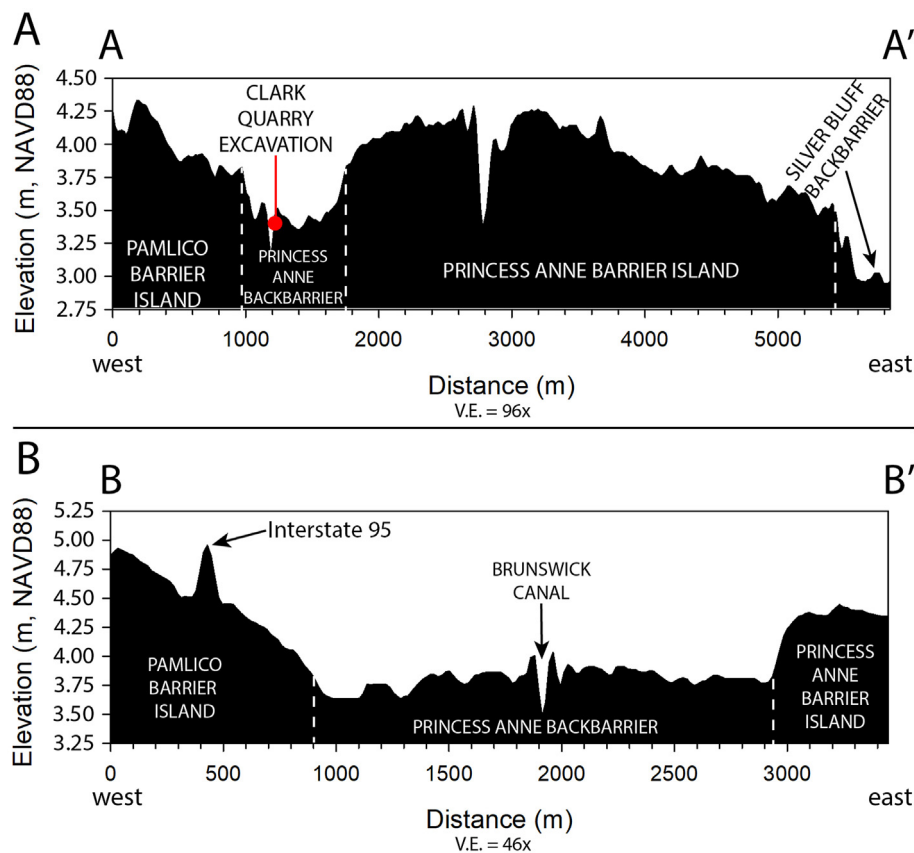 A
A
A′
CLARK
QUARRY
EXCAVATION
SILVER BLUFF
BACKBARRIER
Elevation (m, NAVD88)
4.50
4.25
4.00
3.75
3.50
3.25
3.00
2.75
PAMLICO
BARRIER
ISLAND
PRINCESS
ANNE
BACKBARRIER
PRINCESS ANNE BARRIER ISLAND
0 1000 2000 3000 4000 5000
west east
Distance (m)
V.E. = 96x
B
B
B′
Elevation (m, NAVD88)
5.25
5.00
4.75
4.50
4.25
4.00
3.75
3.50
3.25
Interstate 95
BRUNSWICK
CANAL
PAMLICO
BARRIER
ISLAND
PRINCESS ANNE BACKBARRIER
PRINCESS
ANNE
BARRIER
ISLAND
0 500 1000 1500 2000 2500 3000
west east
Distance (m)
V.E. = 46x